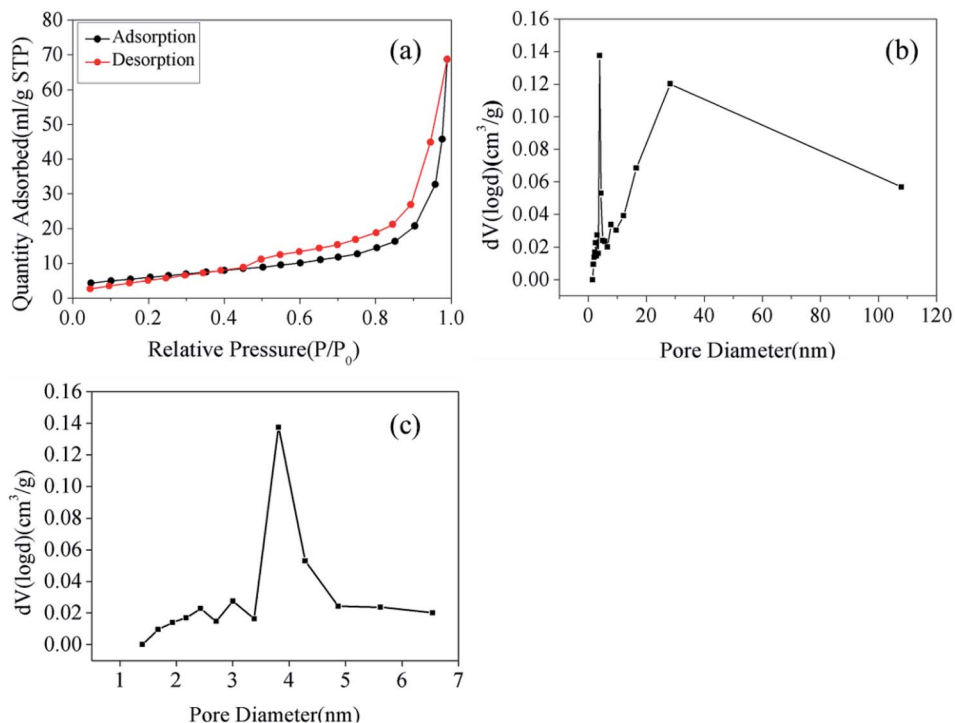 80
70
60
50
40
30
20
10
0
Quantity Adsorbed(ml/g STP)
Adsorption
Desorption
(a)
0.0 0.2 0.4 0.6 0.8 1.0
Relative Pressure(P/P0)
0.16
0.14
0.12
0.10
0.08
0.06
0.04
0.02
0.00
dV(logd)(cm3/g)
(b)
0 20 40 60 80 100 120
Pore Diameter(nm)
0.16
0.14
0.12
0.10
0.08
0.06
0.04
0.02
0.00
dV(logd)(cm3/g)
(c)
1 2 3 4 5 6 7
Pore Diameter(nm)